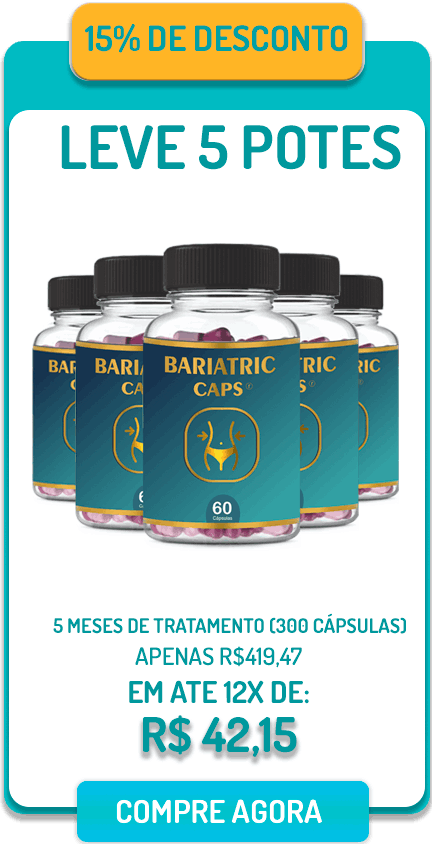 15% DE DESCONTO
LEVE 5 POTES
BARIATRIC
CAPS
60
Cápsulas
5 MESES DE TRATAMENTO (300 CÁPSULAS)
APENAS R$419,47
EM ATE 12X DE:
R$ 42,15
COMPRE AGORA